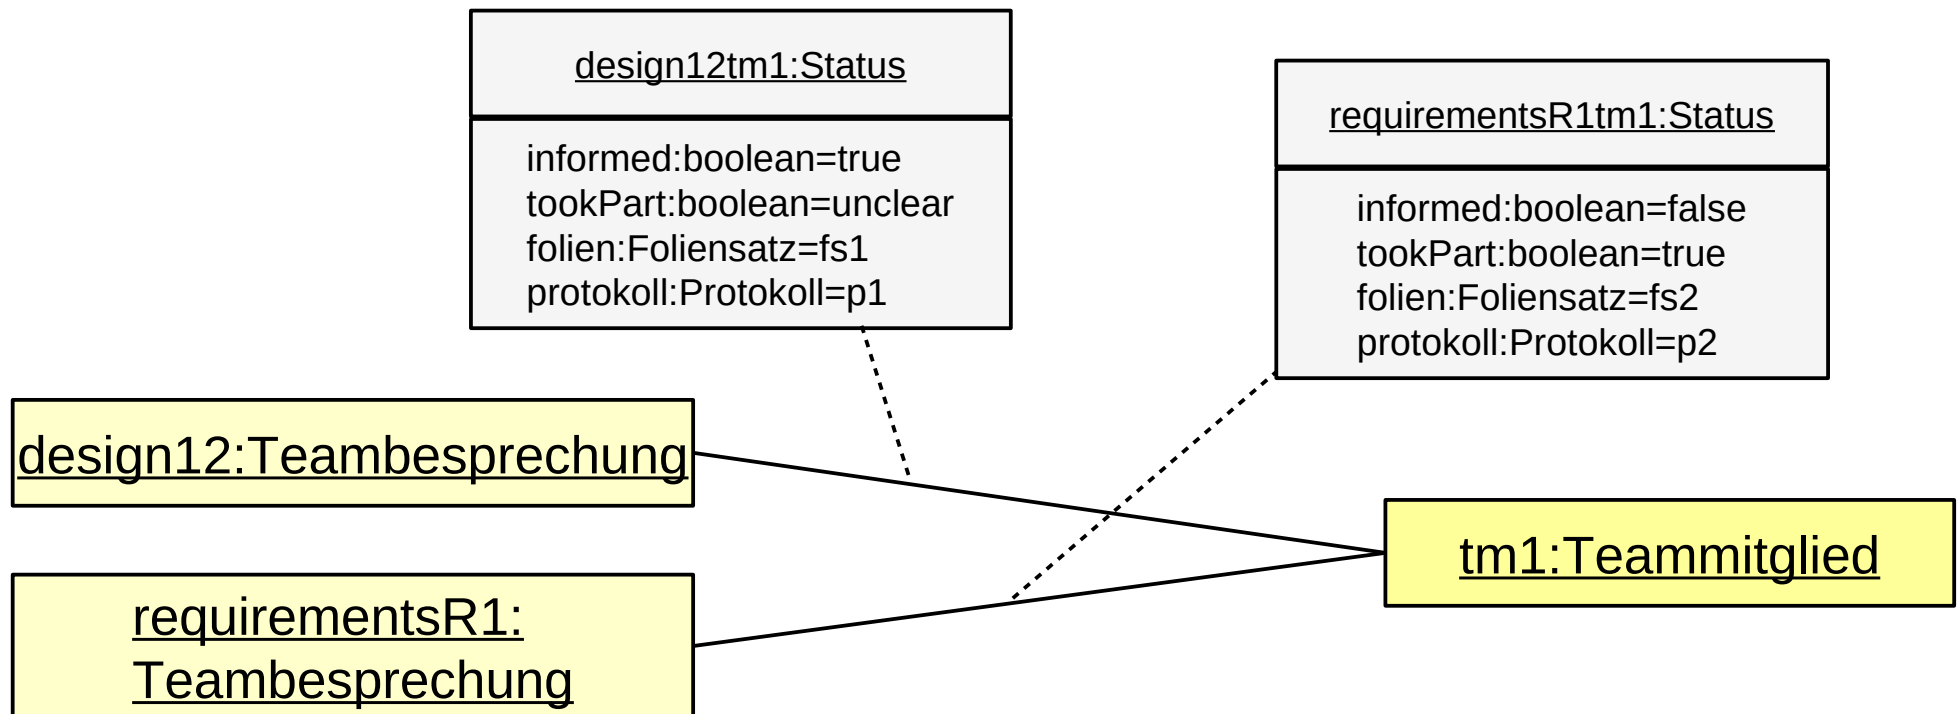 design12tm1:Status
informed:boolean=true
tookPart:boolean=unclear
folien:Foliensatz=fs1
protokoll:Protokoll=p1
requirementsR1tm1:Status
informed:boolean=false
tookPart:boolean=true
folien:Foliensatz=fs2
protokoll:Protokoll=p2
design12:Teambesprechung
requirementsR1:
Teambesprechung
tm1:Teammitglied